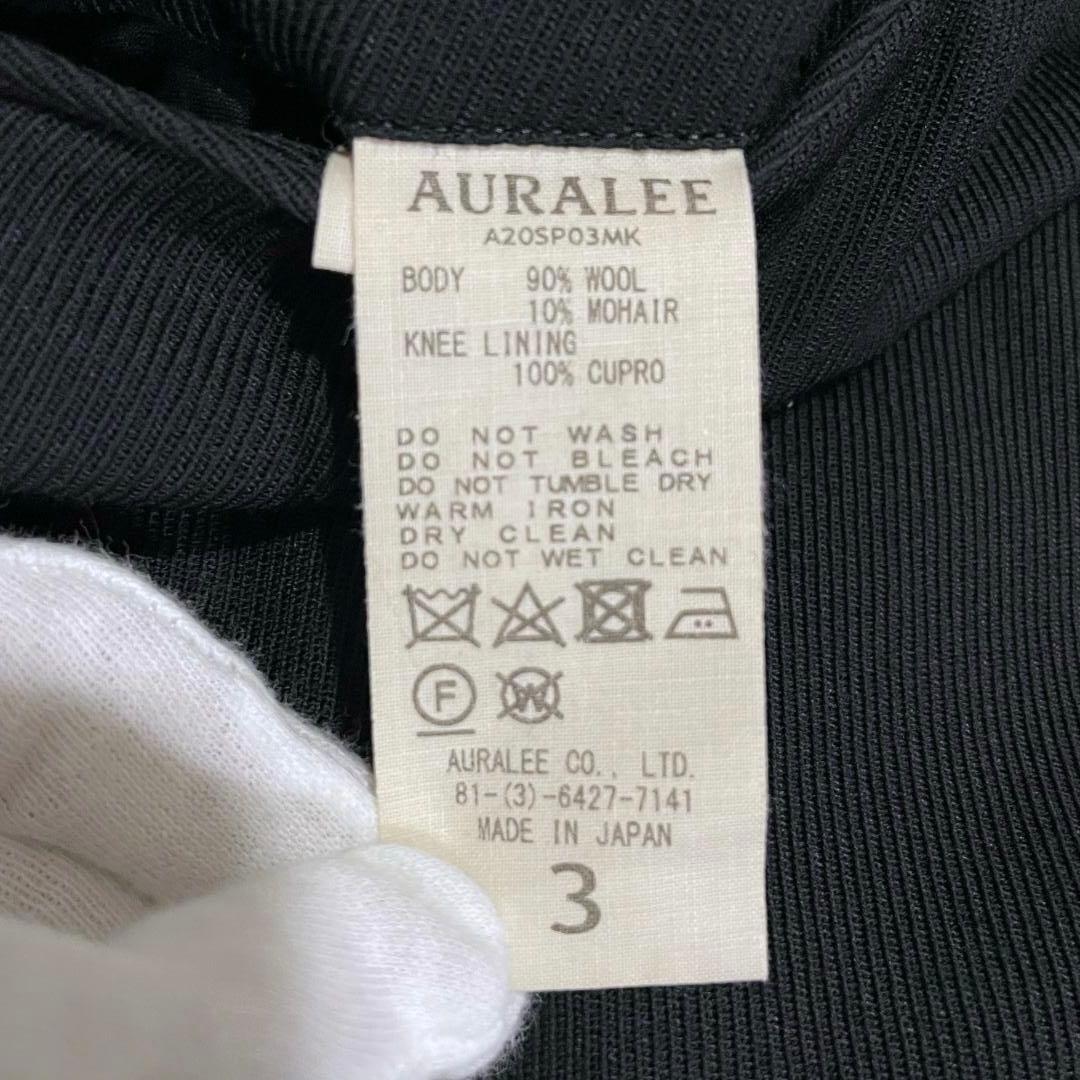 AURALEE
A20SP03MK
BODY 90% WOOL
10% MOHAIR
KNEE LINING
100% CUPRO
DO NOT WASH
DO NOT BLEACH
DO NOT TUMBLE DRY
WARM IRON
DRY CLEAN
DO NOT WET CLEAN
F W
AURALEE CO., LTD.
81-(3)-6427-7141
MADE IN JAPAN
3